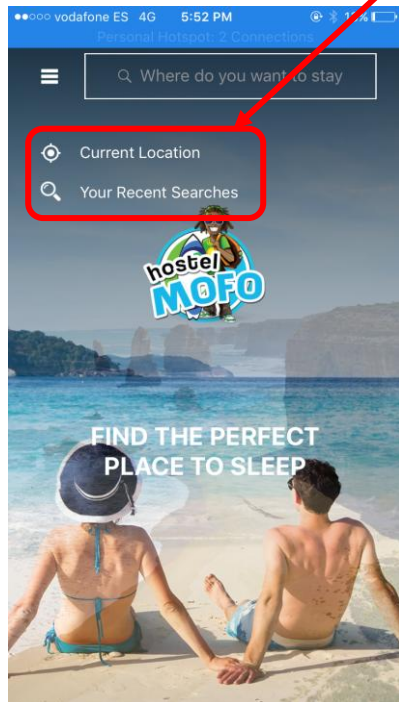 vodafone ES 4G 5:52 PM
Personal Hotspot: 2 Connections
Where do you want to stay
Current Location
Your Recent Searches
hostel
MOFO
FIND THE PERFECT
PLACE TO SLEEP